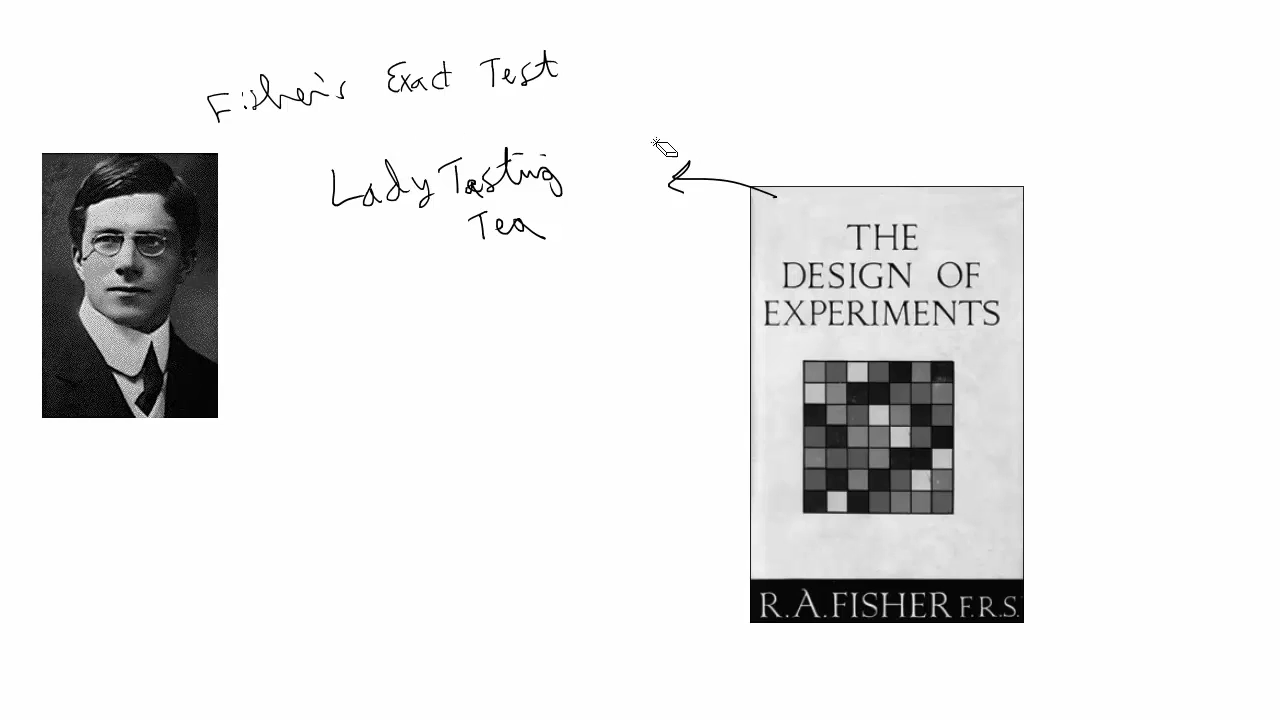 Fisher's Exact Test
Lady Tasting
Tea
THE
DESIGN OF
EXPERIMENTS
R.A.FISHER F.R.S.